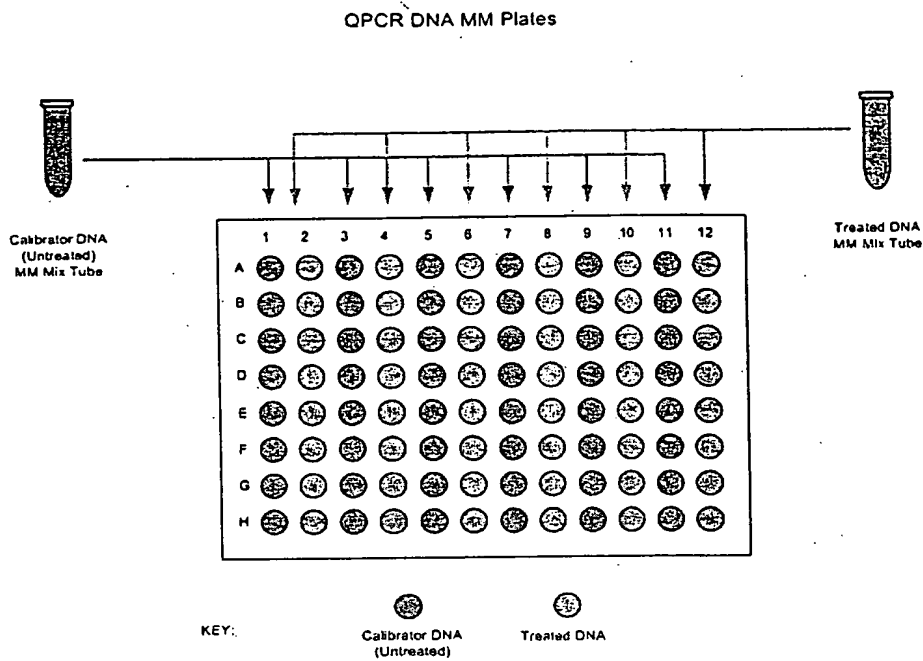 QPCR DNA MM Plates
Calibrator DNA
(Untreated)
MM Mix Tube
Treated DNA
MM Mix Tube
1 2 3 4 5 6 7 8 9 10 11 12
A
B
C
D
E
F
G
H
KEY:
Calibrator DNA
(Untreated)
Treated DNA